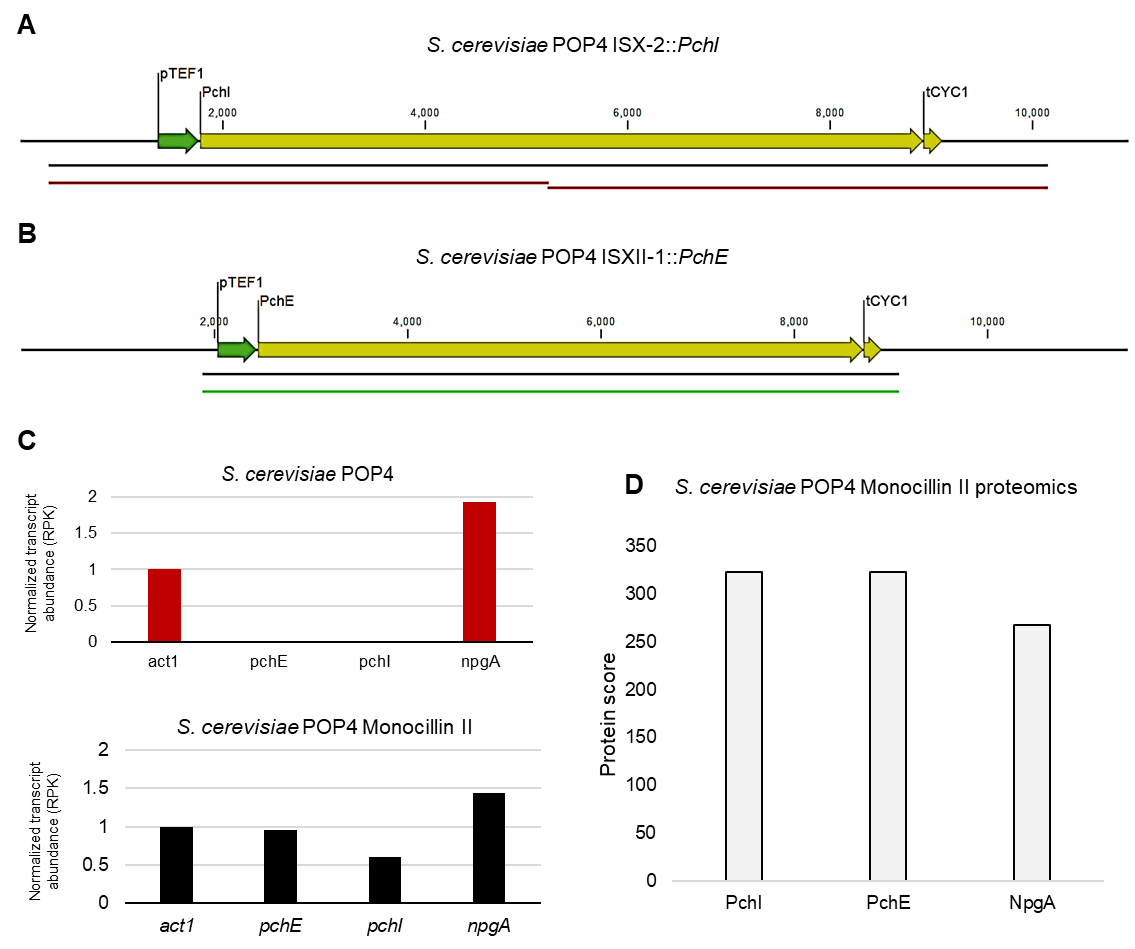 A
S. cerevisiae POP4 ISX-2::PchI
pTEF1
PchI
tCYC1
2,000 4,000 6,000 8,000 10,000
B
S. cerevisiae POP4 ISXII-1::PchE
pTEF1
PchE
tCYC1
2,000 4,000 6,000 8,000 10,000
C
S. cerevisiae POP4
Normalized transcript
abundance (RPK)
2
1.5
1
0.5
0
act1 pchE pchI npgA
S. cerevisiae POP4 Monocillin II
Normalized transcript
abundance (RPK)
2
1.5
1
0.5
0
act1 pchE pchI npgA
D
S. cerevisiae POP4 Monocillin II proteomics
Protein score
350
300
250
200
150
100
50
0
PchI PchE NpgA